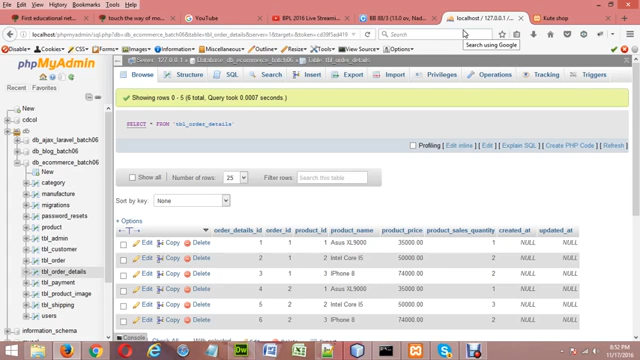 File Edit View History Bookmarks Tools Help
First educational net...
touch the way of mo...
YouTube
BPL 2016 Live Streami...
BB 88/3 (13.0 ov, Nad...
localhost / 127.0.0.1 / ...
Kute shop
localhost/phpmyadmin/sql.php?db=db_ecommerce_batch06&table=tbl_order_details&server=1&target=&token=cd39f5ad419
Search
Search using Google
Disable Cookies CSS Forms Images Information Miscellaneous Outline Resize Tools View Source Options
phpMyAdmin
Recent Favorites
New
cdcol
db
db_ajax_laravel_batch06
db_blog_batch06
db_ecommerce_batch06
New
category
manufacture
migrations
password_resets
product
tbl_admin
tbl_customer
tbl_order
tbl_order_details
tbl_payment
tbl_product_image
tbl_shipping
users
information_schema
Server: 127.0.0.1 » Database: db_ecommerce_batch06 » Table: tbl_order_details
Browse Structure SQL Search Insert Export Import Privileges Operations Tracking Triggers
Showing rows 0 - 5 (6 total, Query took 0.0007 seconds.)
SELECT * FROM `tbl_order_details`
Profiling [ Edit inline ] [ Edit ] [ Explain SQL ] [ Create PHP Code ] [ Refresh ]
Show all Number of rows: 25 Filter rows: Search this table
Sort by key: None
+ Options
order_details_id order_id product_id product_name product_price product_sales_quantity created_at updated_at
Edit Copy Delete 1 1 1 Asus XL9000 35000.00 1 NULL NULL
Edit Copy Delete 2 1 2 Intel Core I5 50000.00 2 NULL NULL
Edit Copy Delete 3 1 3 IPhone 8 74000.00 2 NULL NULL
Edit Copy Delete 4 2 1 Asus XL9000 35000.00 1 NULL NULL
Edit Copy Delete 5 2 2 Intel Core I5 50000.00 3 NULL NULL
Edit Copy Delete 6 2 3 IPhone 8 74000.00 2 NULL NULL
Console
8:52 PM
11/17/2016